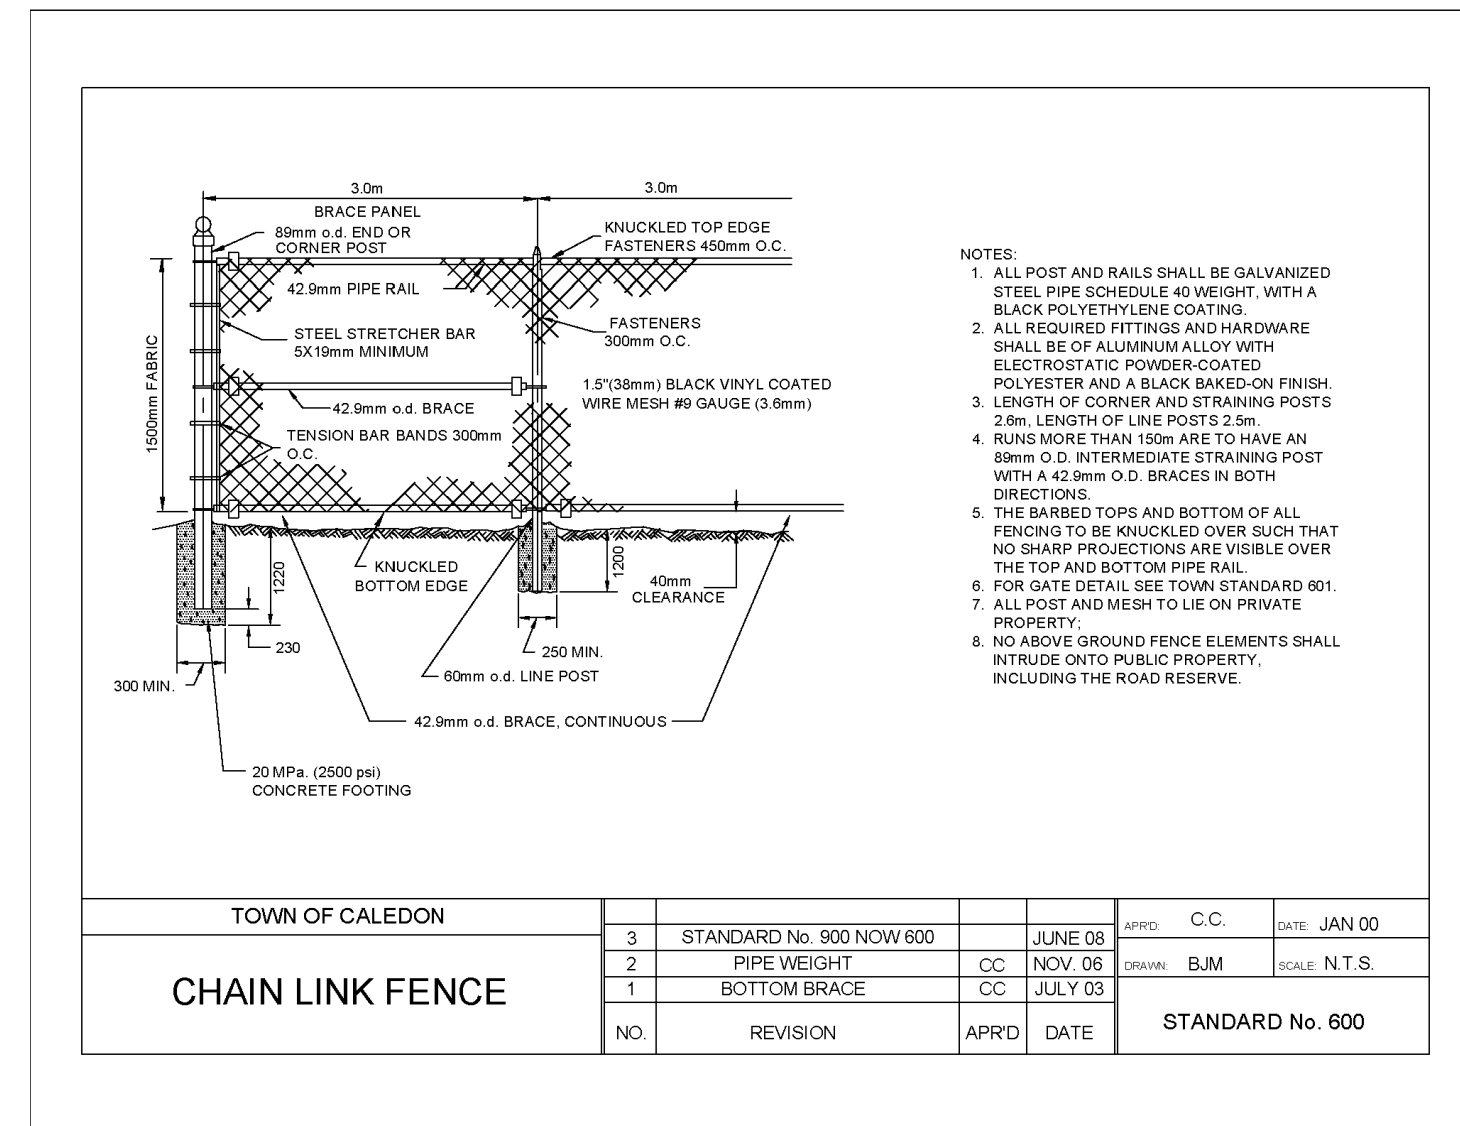 3.0m
3.0m
BRACE PANEL
89mm o.d. END OR
CORNER POST
KNUCKLED TOP EDGE
FASTENERS 450mm O.C.
42.9mm PIPE RAIL
FASTENERS
300mm O.C.
STEEL STRETCHER BAR
5X19mm MINIMUM
1500mm FABRIC
1.5"(38mm) BLACK VINYL COATED
WIRE MESH #9 GAUGE (3.6mm)
42.9mm o.d. BRACE
TENSION BAR BANDS 300mm
O.C.
KNUCKLED
BOTTOM EDGE
1220
1200
40mm
CLEARANCE
230
250 MIN.
60mm o.d. LINE POST
300 MIN.
42.9mm o.d. BRACE, CONTINUOUS
20 MPa. (2500 psi)
CONCRETE FOOTING
NOTES:
1. ALL POST AND RAILS SHALL BE GALVANIZED
STEEL PIPE SCHEDULE 40 WEIGHT, WITH A
BLACK POLYETHYLENE COATING.
2. ALL REQUIRED FITTINGS AND HARDWARE
SHALL BE OF ALUMINUM ALLOY WITH
ELECTROSTATIC POWDER-COATED
POLYESTER AND A BLACK BAKED-ON FINISH.
3. LENGTH OF CORNER AND STRAINING POSTS
2.6m, LENGTH OF LINE POSTS 2.5m.
4. RUNS MORE THAN 150m ARE TO HAVE AN
89mm O.D. INTERMEDIATE STRAINING POST
WITH A 42.9mm O.D. BRACES IN BOTH
DIRECTIONS.
5. THE BARBED TOPS AND BOTTOM OF ALL
FENCING TO BE KNUCKLED OVER SUCH THAT
NO SHARP PROJECTIONS ARE VISIBLE OVER
THE TOP AND BOTTOM PIPE RAIL.
6. FOR GATE DETAIL SEE TOWN STANDARD 601.
7. ALL POST AND MESH TO LIE ON PRIVATE
PROPERTY;
8. NO ABOVE GROUND FENCE ELEMENTS SHALL
INTRUDE ONTO PUBLIC PROPERTY,
INCLUDING THE ROAD RESERVE.
TOWN OF CALEDON
CHAIN LINK FENCE
3 STANDARD No. 900 NOW 600 JUNE 08
2 PIPE WEIGHT CC NOV. 06
1 BOTTOM BRACE CC JULY 03
NO. REVISION APR'D DATE
APR'D: C.C. DATE: JAN 00
DRAWN: BJM SCALE: N.T.S.
STANDARD No. 600